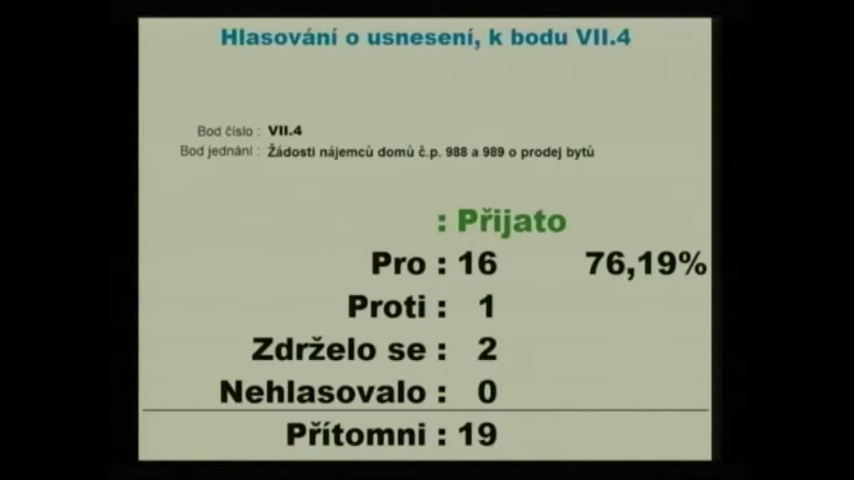 Hlasování o usnesení, k bodu VII.4
Bod číslo : VII.4
Bod jednání : Žádosti nájemců domů č.p. 988 a 989 o prodej bytů
: Přijato
Pro : 16 76,19%
Proti : 1
Zdrželo se : 2
Nehlasovalo : 0
Přítomni : 19